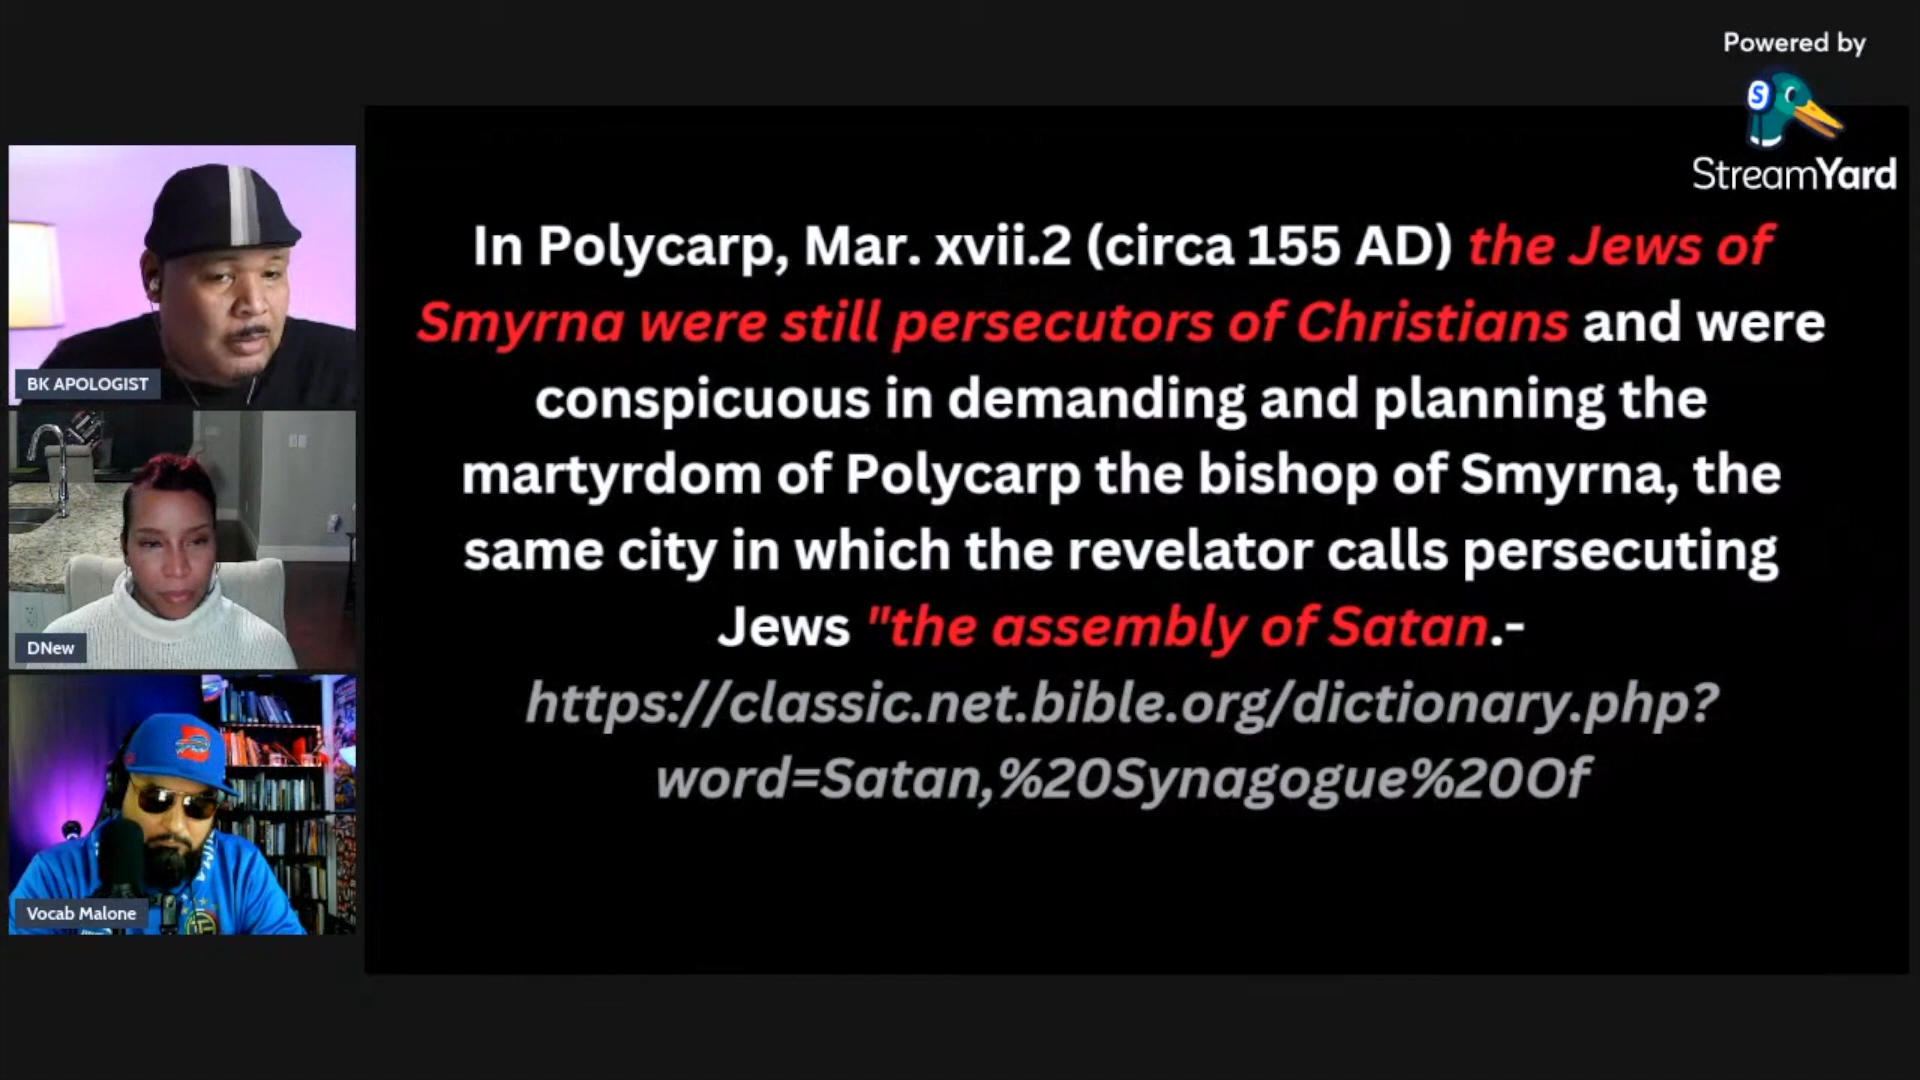 Powered by
StreamYard
In Polycarp, Mar. xvii.2 (circa 155 AD) the Jews of
Smyrna were still persecutors of Christians and were
conspicuous in demanding and planning the
martyrdom of Polycarp the bishop of Smyrna, the
same city in which the revelator calls persecuting
Jews "the assembly of Satan.-
https://classic.net.bible.org/dictionary.php?
word=Satan,%20Synagogue%20Of
BK APOLOGIST
DNew
Vocab Malone